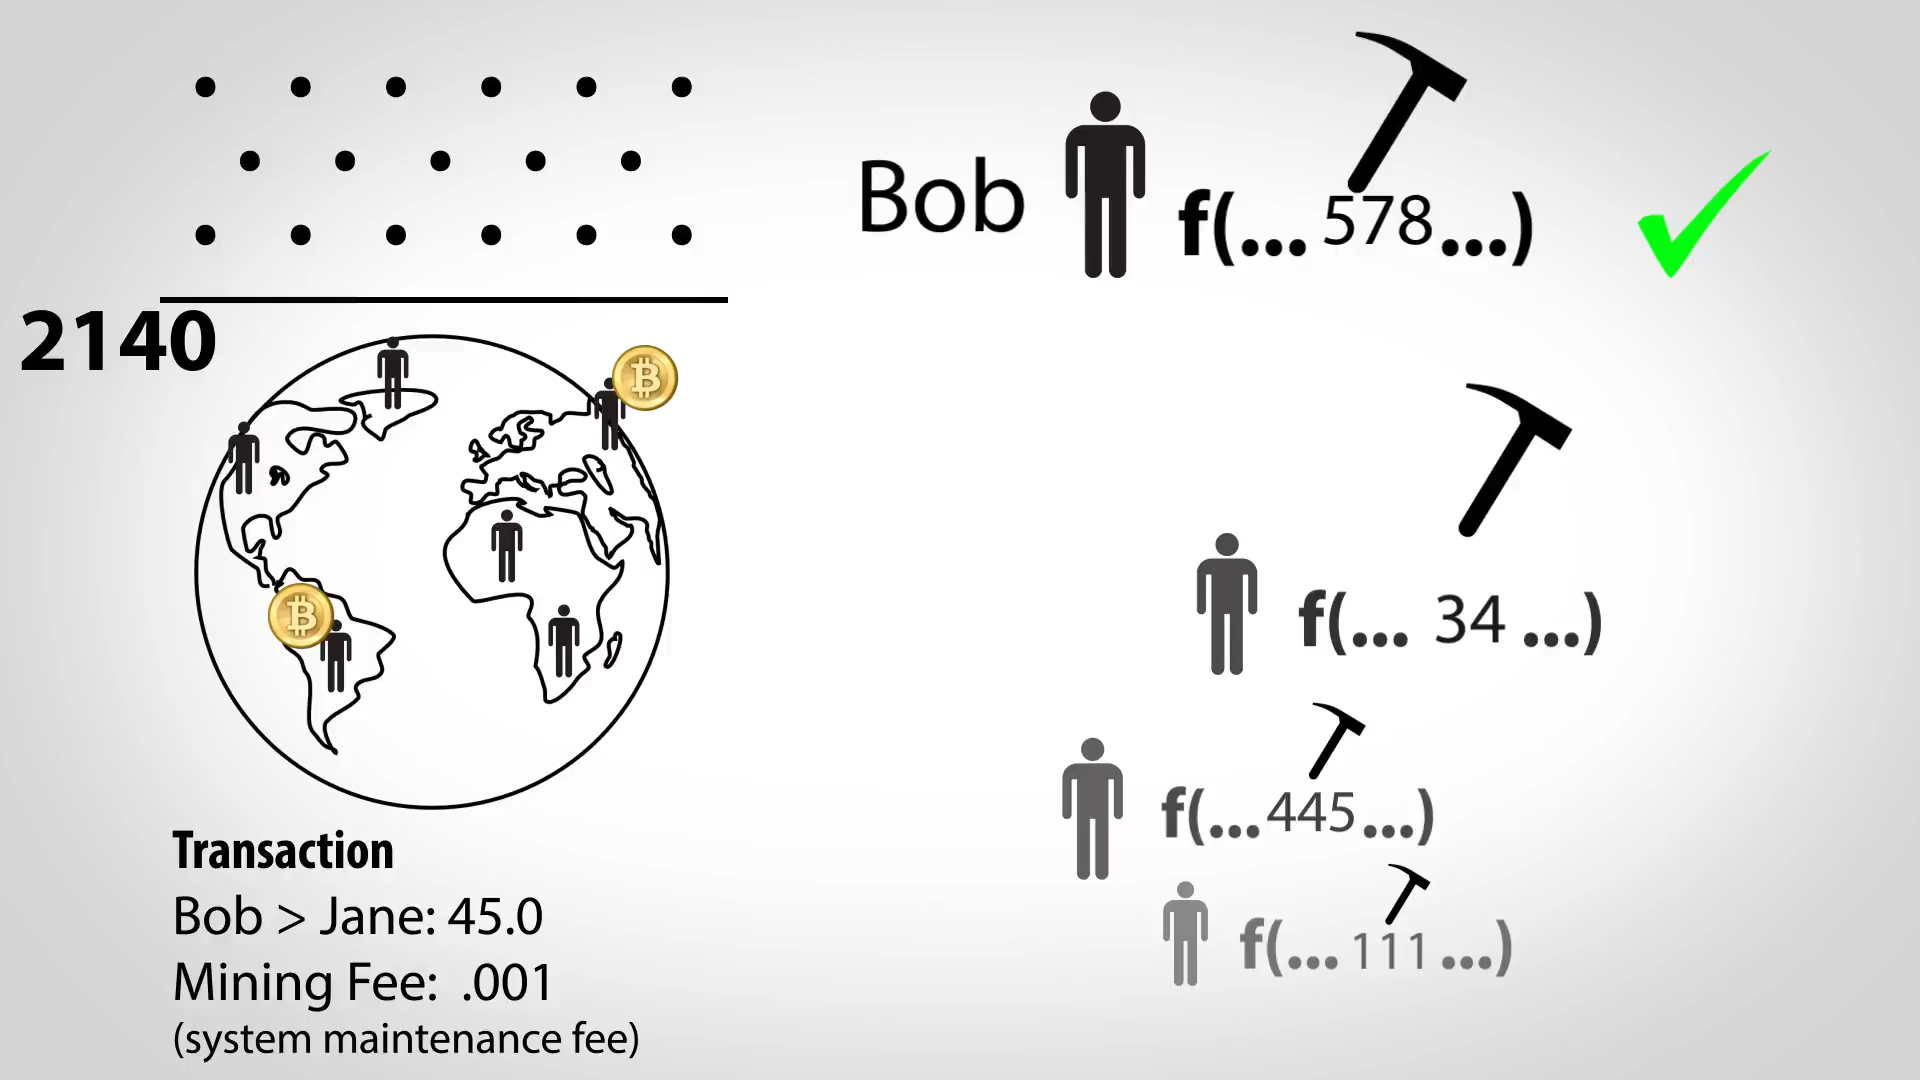 2140
Transaction
Bob > Jane: 45.0
Mining Fee: .001
(system maintenance fee)
Bob f(... 578 ...)
f(... 34 ...)
f(... 445 ...)
f(... 111 ...)